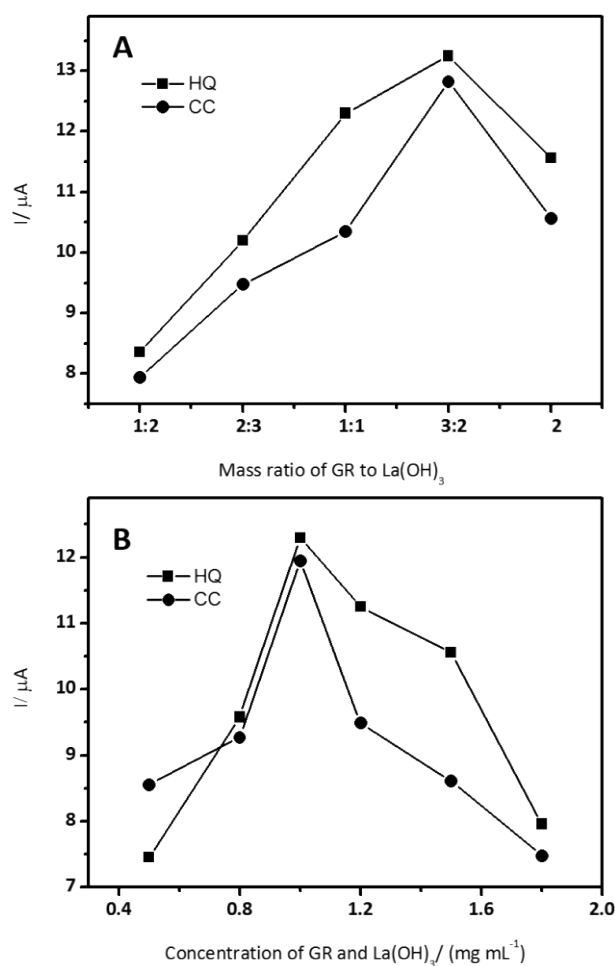 A
HQ
CC
13
12
11
10
9
8
I/ μA
1:2 2:3 1:1 3:2 2
Mass ratio of GR to La(OH)3
B
HQ
CC
12
11
10
9
8
7
I/ μA
0.4 0.8 1.2 1.6 2.0
Concentration of GR and La(OH)3/ (mg mL-1)